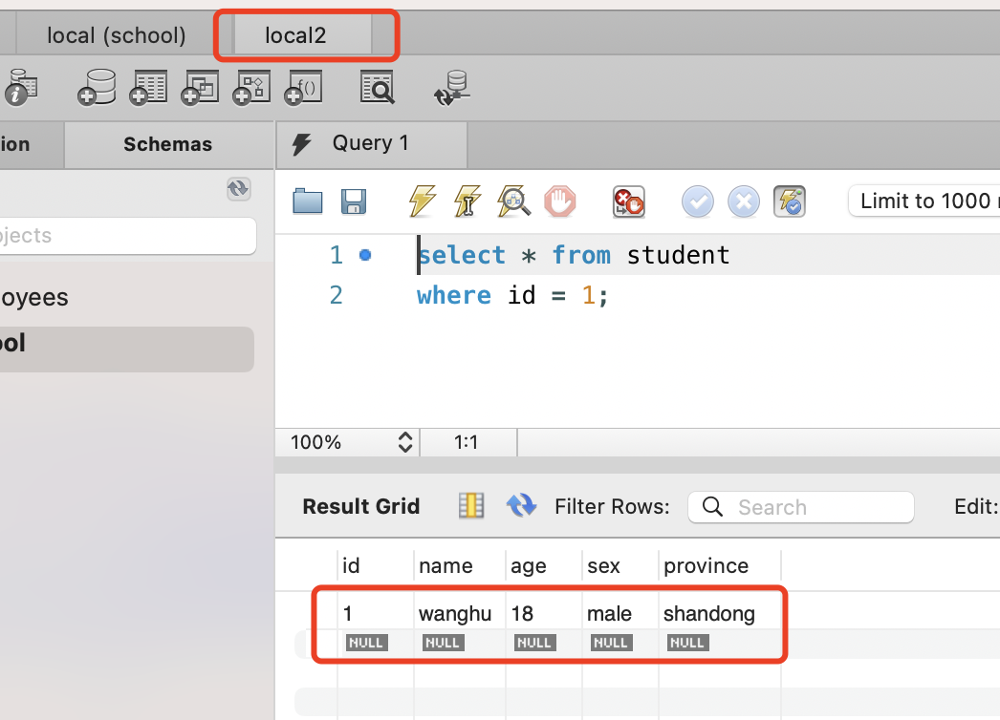 local (school)
local2
ion
Schemas
Query 1
jects
Limit to 1000 r
1 select * from student
2 where id = 1;
oyees
ool
100%
1:1
Result Grid
Filter Rows:
Search
Edit:
id name age sex province
1 wanghu 18 male shandong
NULL NULL NULL NULL NULL